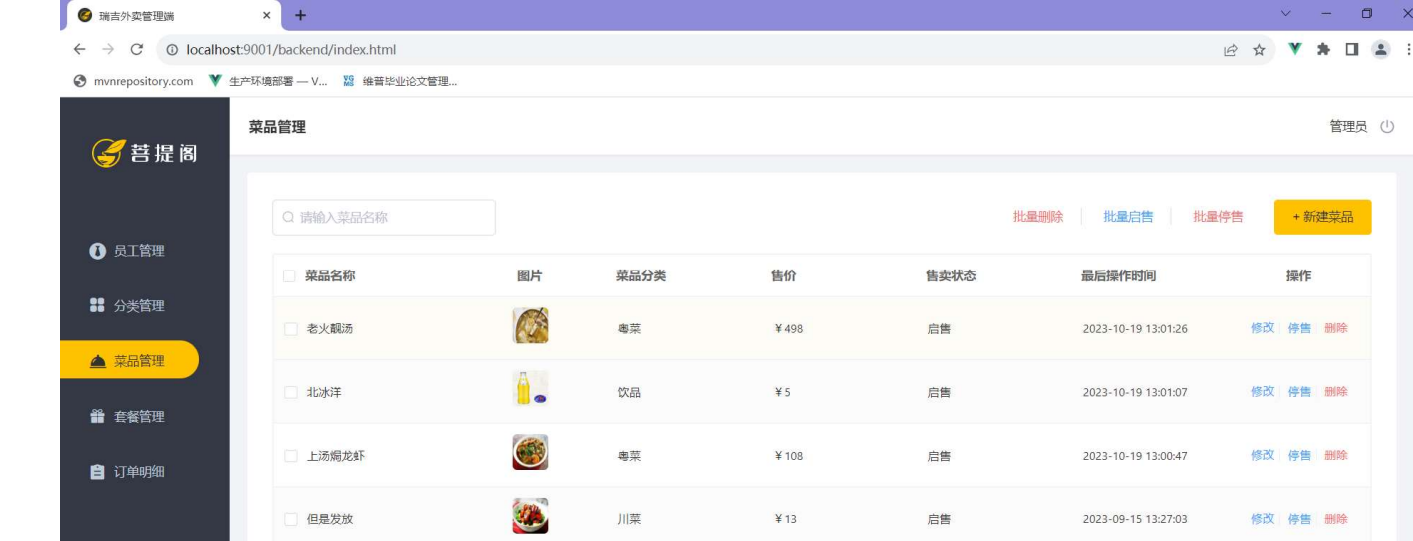 瑞吉外卖管理端
localhost:9001/backend/index.html
mvnrepository.com 生产环境部署 — V... 维普毕业论文管理...
菩提阁
菜品管理
管理员
员工管理
分类管理
菜品管理
套餐管理
订单明细
请输入菜品名称
批量删除 批量启售 批量停售 + 新建菜品
菜品名称 图片 菜品分类 售价 售卖状态 最后操作时间 操作
老火靓汤 粤菜 ¥ 498 启售 2023-10-19 13:01:26 修改 停售 删除
北冰洋 饮品 ¥ 5 启售 2023-10-19 13:01:07 修改 停售 删除
上汤焗龙虾 粤菜 ¥ 108 启售 2023-10-19 13:00:47 修改 停售 删除
但是发放 川菜 ¥ 13 启售 2023-09-15 13:27:03 修改 停售 删除